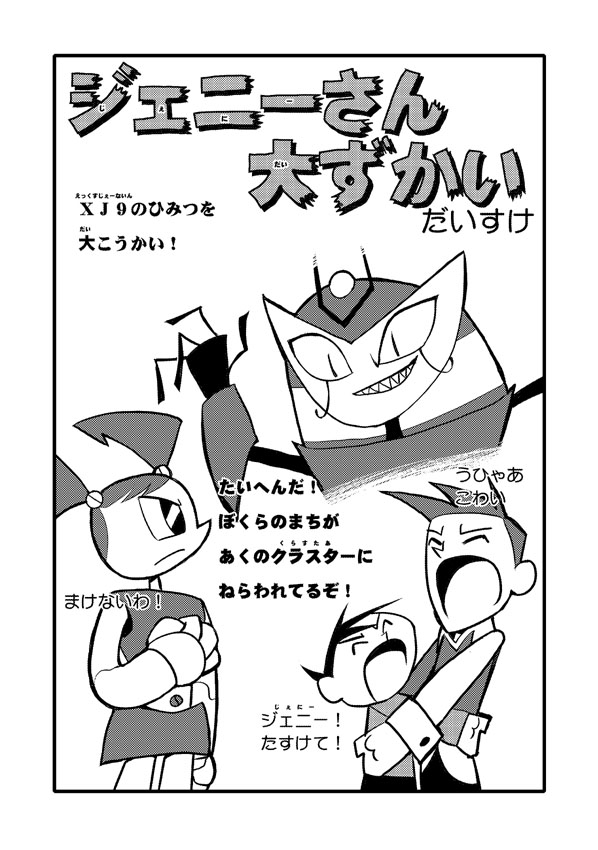 ジェニーさん
大ずかい
だいすけ
XJ9のひみつを
大こうかい！
たいへんだ！
ぼくらのまちが
あくのクラスターに
ねらわれてるぞ！
うひゃあ
こわい
まけないわ！
ジェニー！
たすけて！